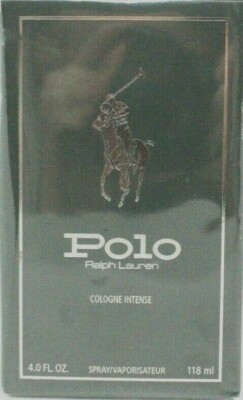 Polo
Ralph Lauren
COLOGNE INTENSE
4.0 FL. OZ. SPRAY/VAPORISATEUR 118 ml